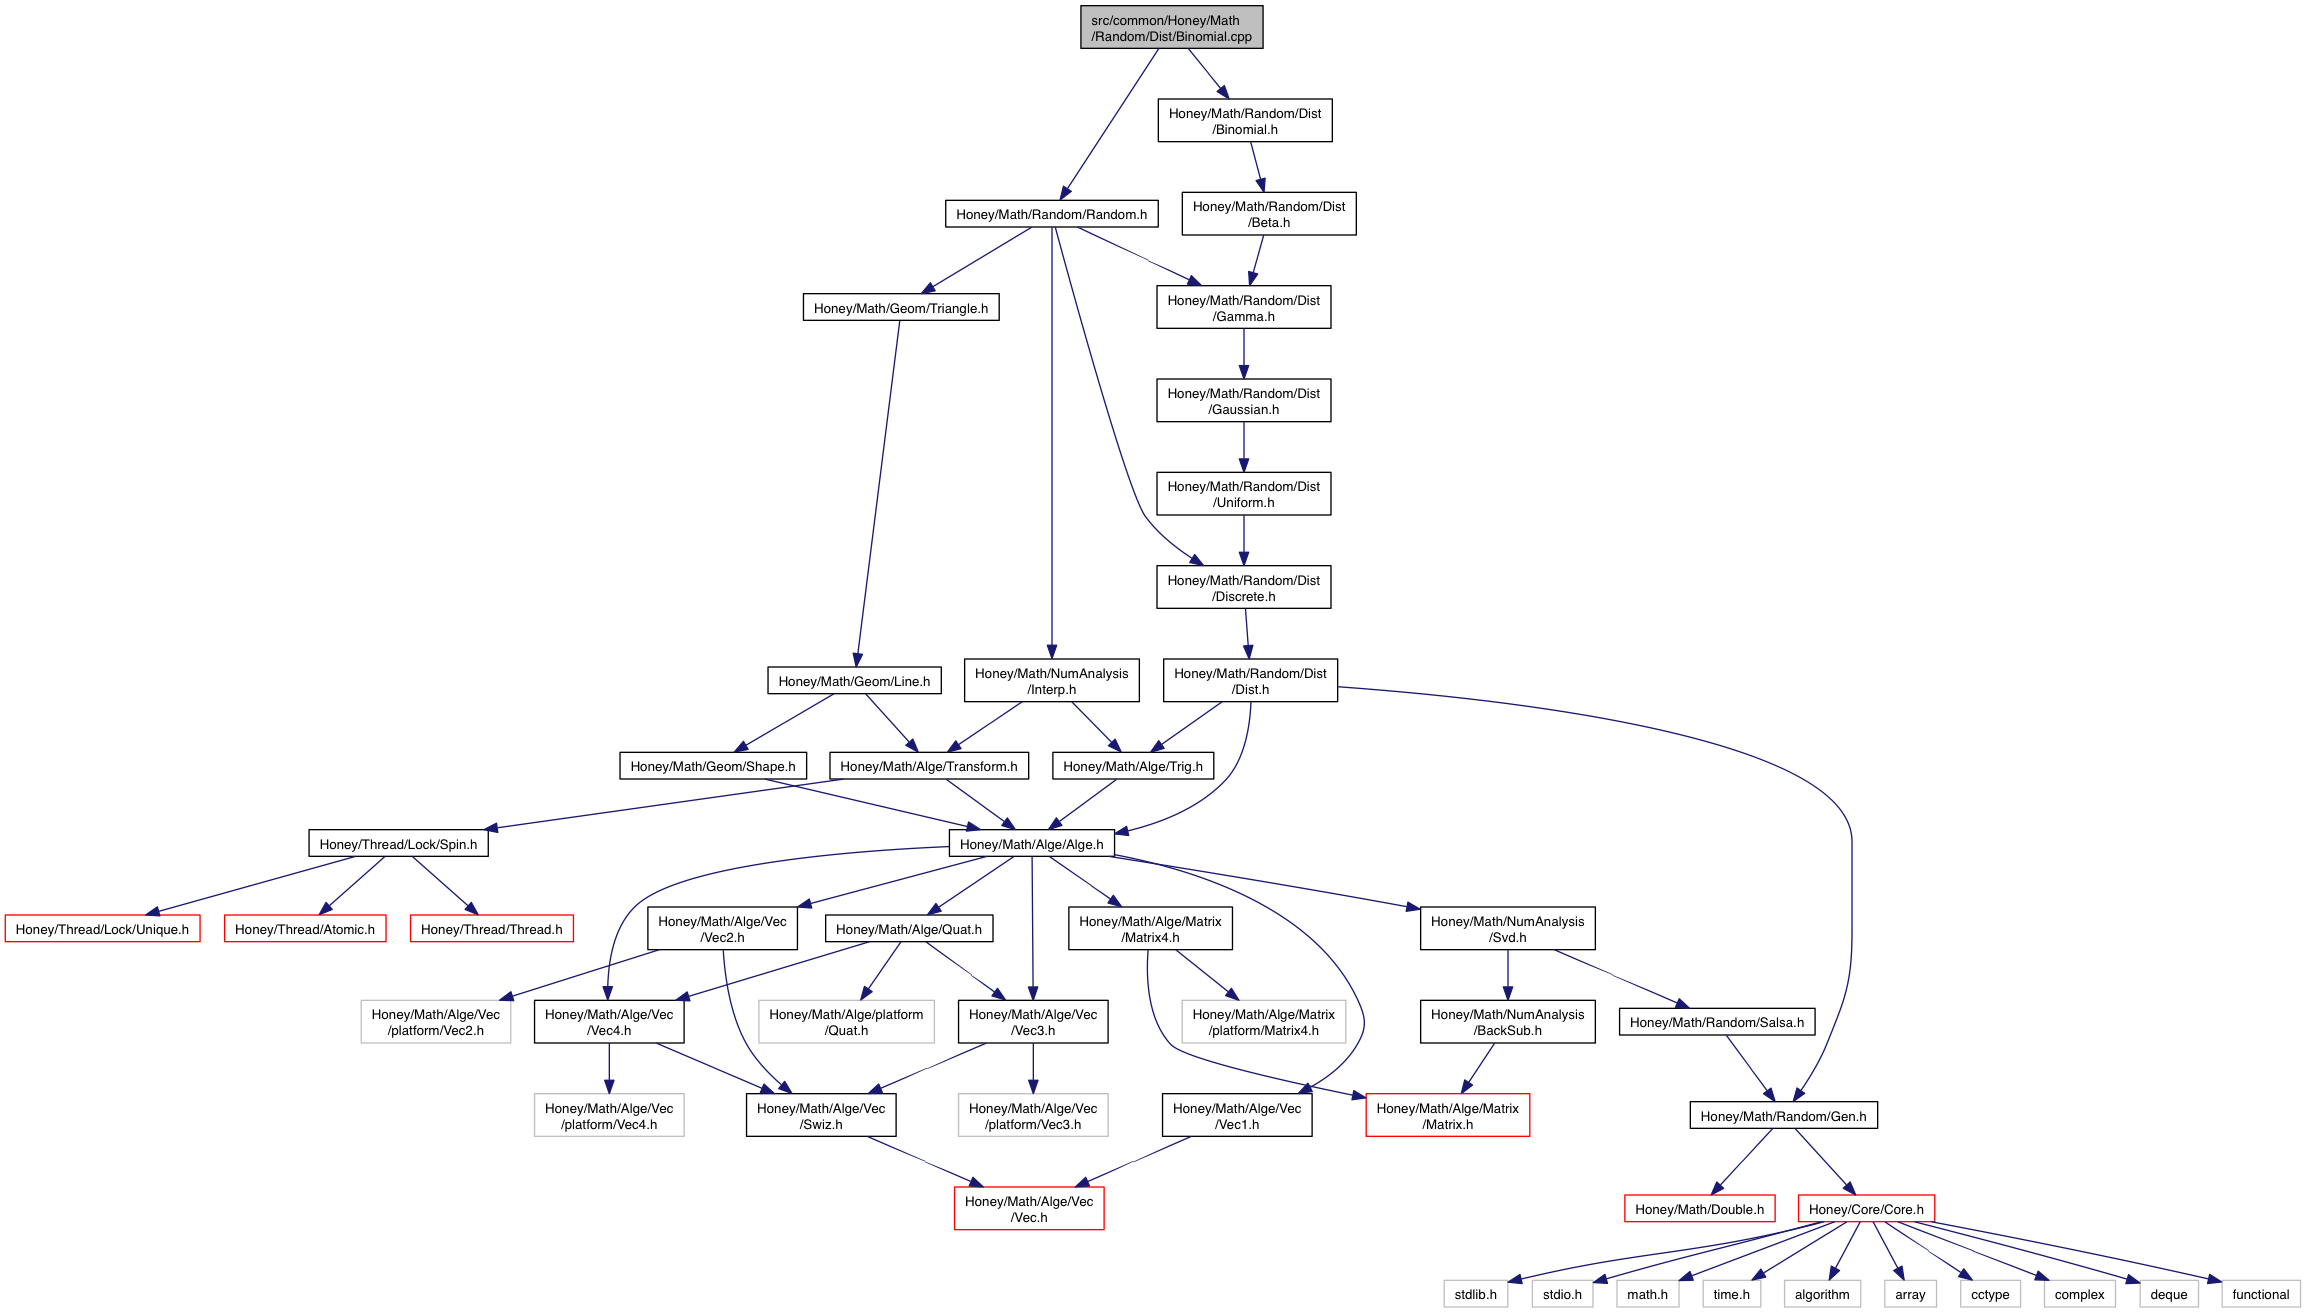 src/common/Honey/Math
/Random/Dist/Binomial.cpp
Honey/Math/Random/Dist
/Binomial.h
Honey/Math/Random/Random.h
Honey/Math/Random/Dist
/Beta.h
Honey/Math/Geom/Triangle.h
Honey/Math/Random/Dist
/Gamma.h
Honey/Math/Random/Dist
/Gaussian.h
Honey/Math/Random/Dist
/Uniform.h
Honey/Math/Random/Dist
/Discrete.h
Honey/Math/Geom/Line.h
Honey/Math/NumAnalysis
/Interp.h
Honey/Math/Random/Dist
/Dist.h
Honey/Math/Geom/Shape.h
Honey/Math/Alge/Transform.h
Honey/Math/Alge/Trig.h
Honey/Thread/Lock/Spin.h
Honey/Math/Alge/Alge.h
Honey/Thread/Lock/Unique.h
Honey/Thread/Atomic.h
Honey/Thread/Thread.h
Honey/Math/Alge/Vec
/Vec2.h
Honey/Math/Alge/Quat.h
Honey/Math/Alge/Matrix
/Matrix4.h
Honey/Math/NumAnalysis
/Svd.h
Honey/Math/Alge/Vec
/platform/Vec2.h
Honey/Math/Alge/Vec
/Vec4.h
Honey/Math/Alge/platform
/Quat.h
Honey/Math/Alge/Vec
/Vec3.h
Honey/Math/Alge/Matrix
/platform/Matrix4.h
Honey/Math/NumAnalysis
/BackSub.h
Honey/Math/Random/Salsa.h
Honey/Math/Alge/Vec
/platform/Vec4.h
Honey/Math/Alge/Vec
/Swiz.h
Honey/Math/Alge/Vec
/platform/Vec3.h
Honey/Math/Alge/Vec
/Vec1.h
Honey/Math/Alge/Matrix
/Matrix.h
Honey/Math/Random/Gen.h
Honey/Math/Alge/Vec
/Vec.h
Honey/Math/Double.h
Honey/Core/Core.h
stdlib.h
stdio.h
math.h
time.h
algorithm
array
cctype
complex
deque
functional